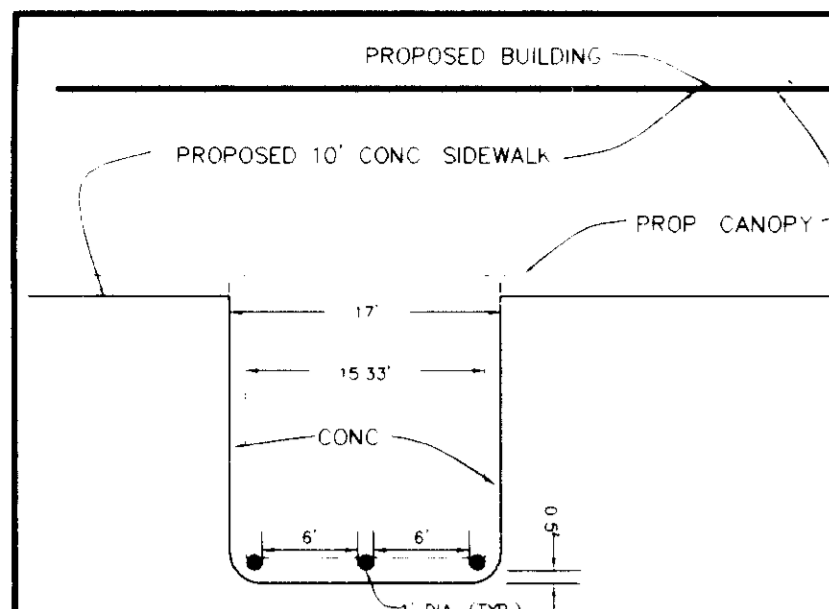 PROPOSED BUILDING
PROPOSED 10' CONC SIDEWALK
PROP CANOPY
17'
15 33'
CONC
6' 6'
0.5'
1' DIA (TYP)